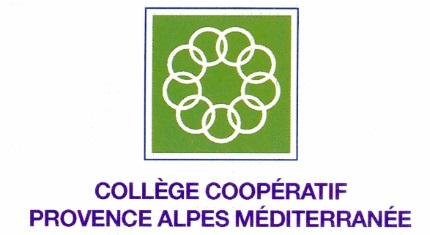 COLLÈGE COOPÉRATIF
PROVENCE ALPES MÉDITERRANÉE